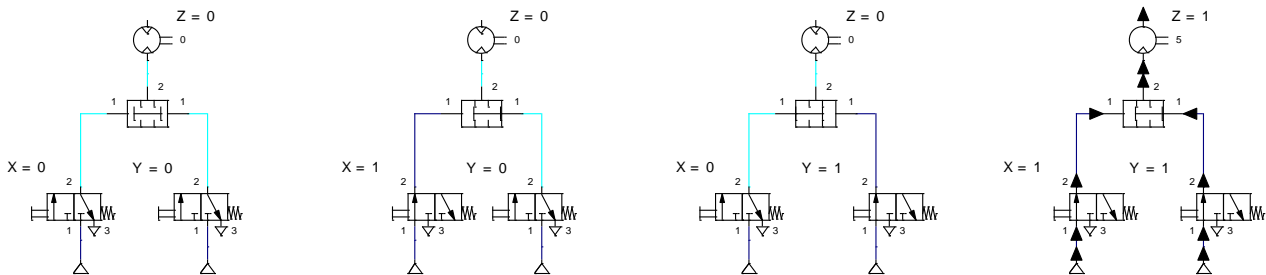 Z = 0
0
2
1 1
X = 0 Y = 0
2 2
1 3 1 3
Z = 0
0
2
1 1
X = 1 Y = 0
2 2
1 3 1 3
Z = 0
0
2
1 1
X = 0 Y = 1
2 2
1 3 1 3
Z = 1
5
2
1 1
X = 1 Y = 1
2 2
1 3 1 3